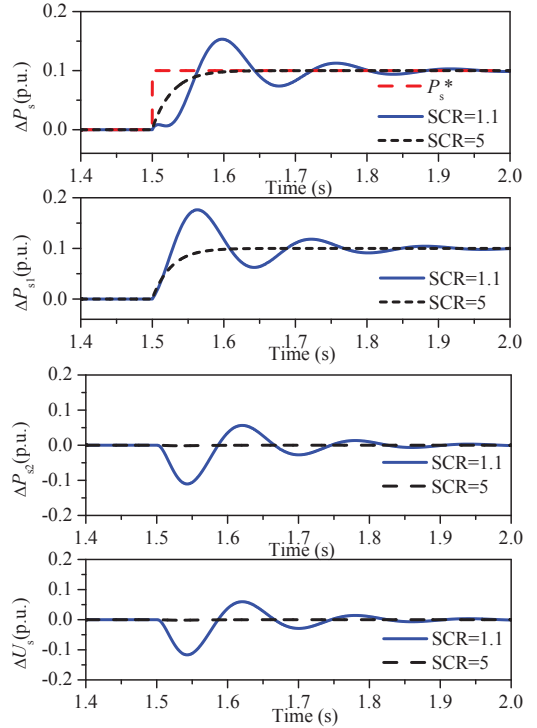 0.2
0.1
0.0
ΔPs(p.u.)
Ps*
SCR=1.1
SCR=5
1.4 1.5 1.6 1.7 1.8 1.9 2.0
Time (s)
0.2
0.1
0.0
ΔPs1(p.u.)
SCR=1.1
SCR=5
1.4 1.5 1.6 1.7 1.8 1.9 2.0
Time (s)
0.2
0.1
0.0
-0.1
-0.2
ΔPs2(p.u.)
SCR=1.1
SCR=5
1.4 1.5 1.6 1.7 1.8 1.9 2.0
Time (s)
0.2
0.1
0.0
-0.1
-0.2
ΔUs(p.u.)
SCR=1.1
SCR=5
1.4 1.5 1.6 1.7 1.8 1.9 2.0
Time (s)